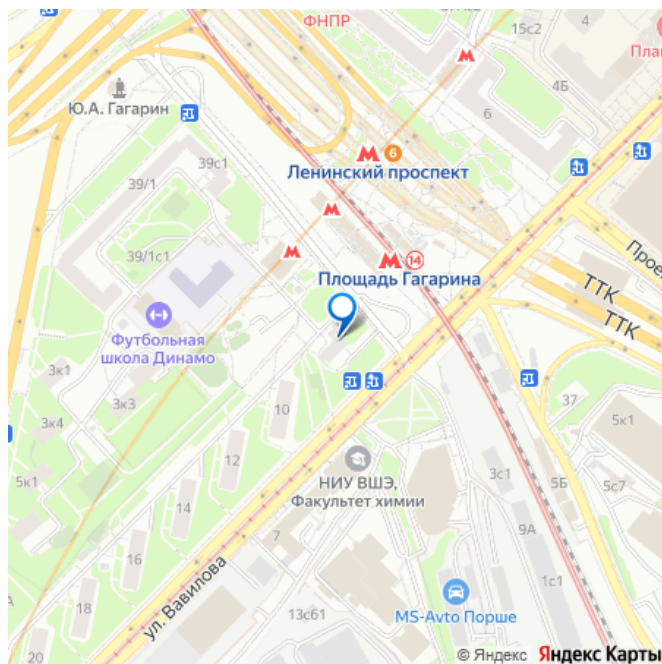 ФНПР
15с2
4
Пла
4Б
6
Ю.А. Гагарин
39с1
6
Ленинский проспект
39/1
14
Площадь Гагарина
Прое
39/1с1
ТТК
ТТК
Футбольная
школа Динамо
3к1
3к3
10
37
3к4
5к1
12
НИУ ВШЭ,
Факультет химии
3с1
5Б
5с7
5к1
14
7
9А
16
ул. Вавилова
1с1
18
13с61
MS-Avto Порше
20
© Яндекс Яндекс Карты